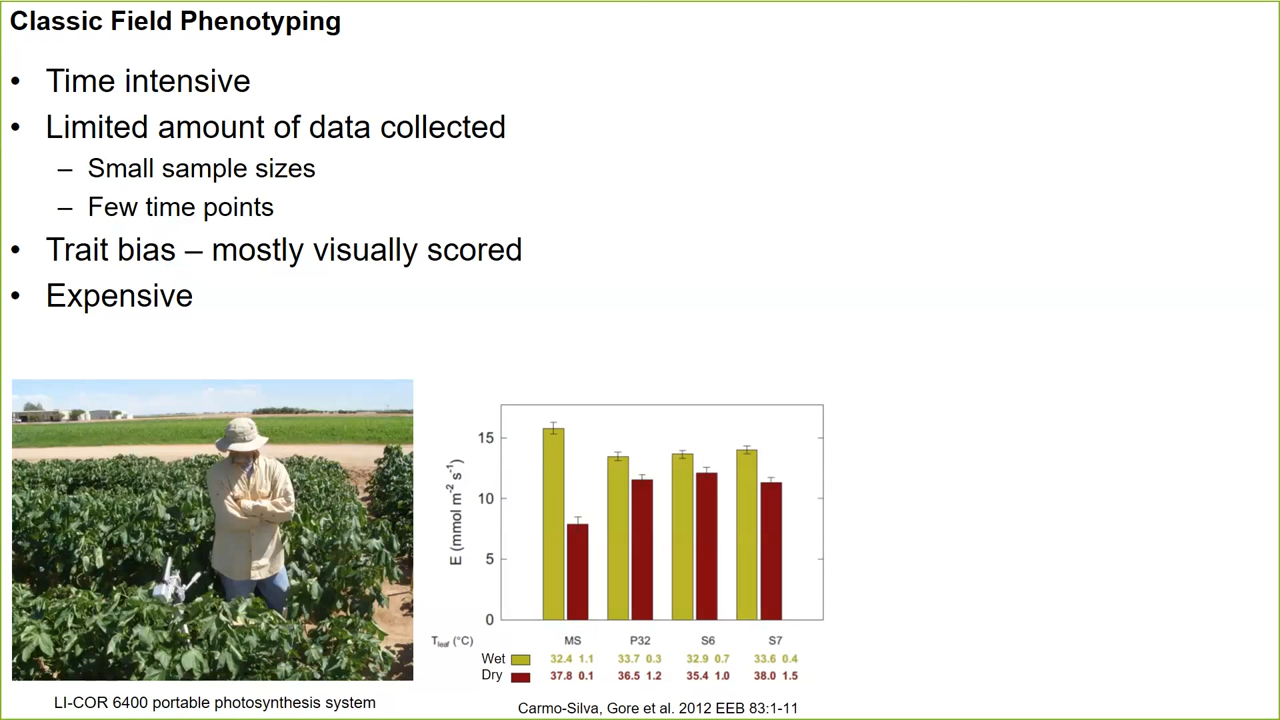 Classic Field Phenotyping
• Time intensive
• Limited amount of data collected
– Small sample sizes
– Few time points
• Trait bias – mostly visually scored
• Expensive
15
10
5
0
E (mmol m-2 s-1)
Tleaf (°C) MS P32 S6 S7
Wet 32.4 1.1 33.7 0.3 32.9 0.7 33.6 0.4
Dry 37.8 0.1 36.5 1.2 35.4 1.0 38.0 1.5
LI-COR 6400 portable photosynthesis system
Carmo-Silva, Gore et al. 2012 EEB 83:1-11